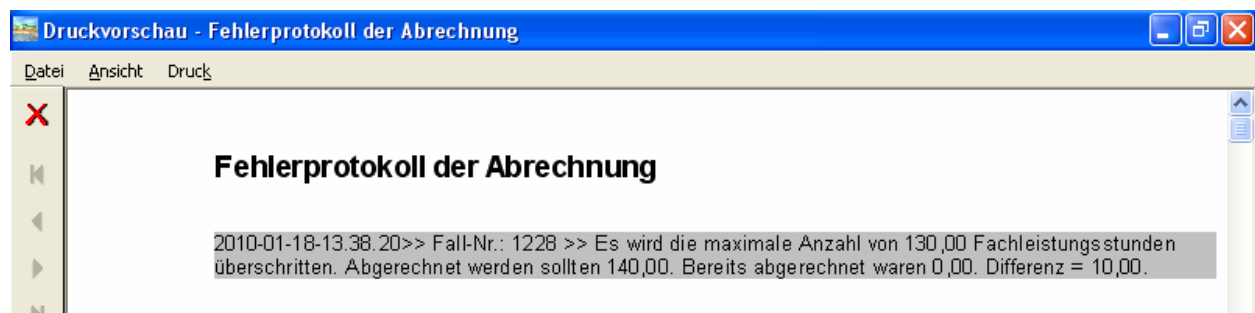 Druckvorschau - Fehlerprotokoll der Abrechnung
Datei Ansicht Druck
Fehlerprotokoll der Abrechnung
2010-01-18-13.38.20>> Fall-Nr.: 1228 >> Es wird die maximale Anzahl von 130,00 Fachleistungsstunden
überschritten. Abgerechnet werden sollten 140,00. Bereits abgerechnet waren 0,00. Differenz = 10,00.